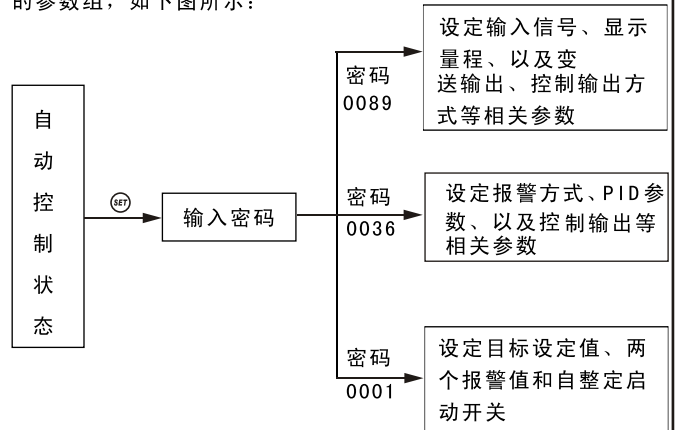 的参数组，如下图所示：
设定输入信号、显示
量程、以及变
送输出、控制输出方
式等相关参数
密码
0089
自
动
控
制
状
态
SET
输入密码
密码
0036
设定报警方式、PID参
数、以及控制输出等
相关参数
密码
0001
设定目标设定值、两
个报警值和自整定启
动开关